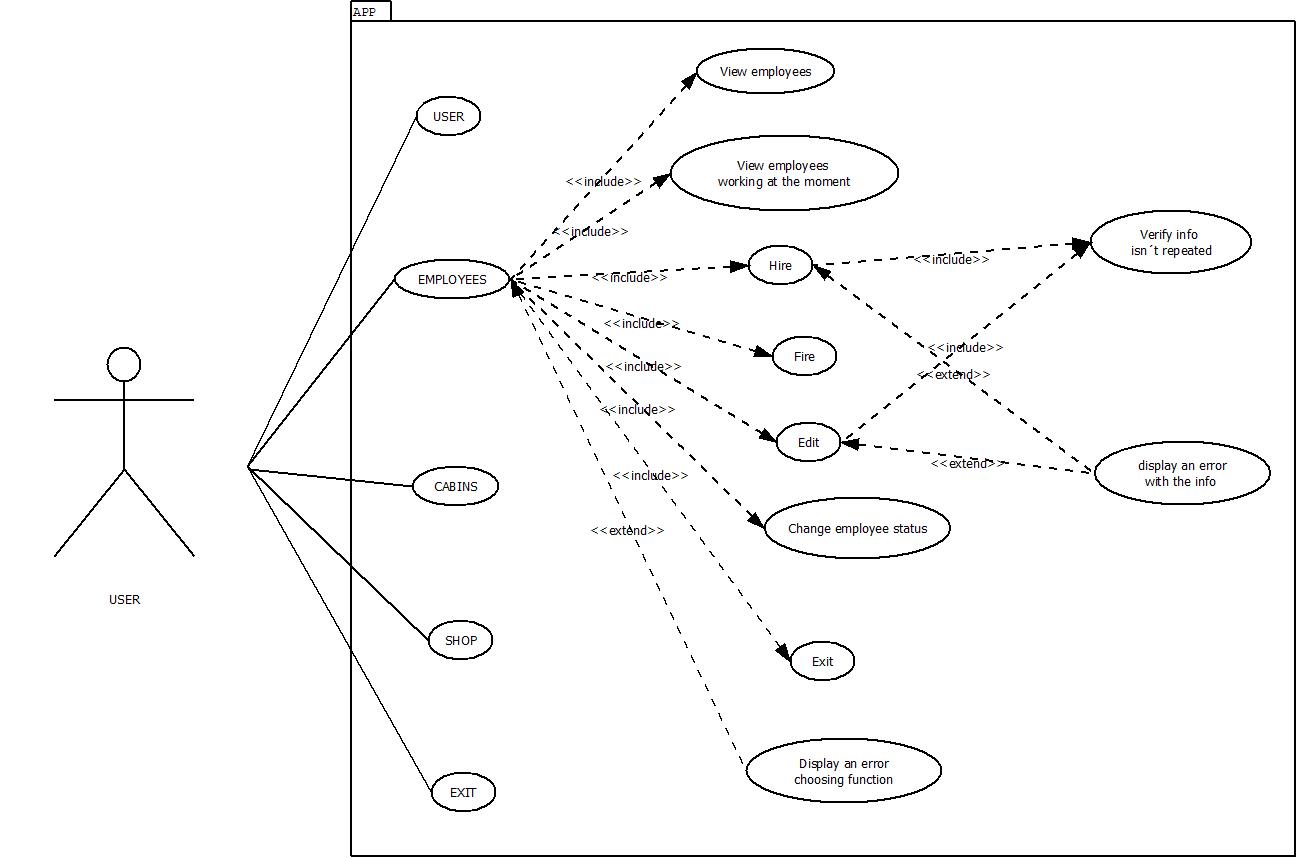 APP
View employees
USER
View employees
working at the moment
<<include>>
<<include>>
Verify info
isn´t repeated
Hire
<<include>>
EMPLOYEES
<<include>>
<<include>>
Fire
<<include>>
<<include>>
<<extend>>
<<include>>
Edit
<<extend>>
display an error
with the info
<<include>>
CABINS
<<extend>>
Change employee status
USER
SHOP
Exit
Display an error
choosing function
EXIT